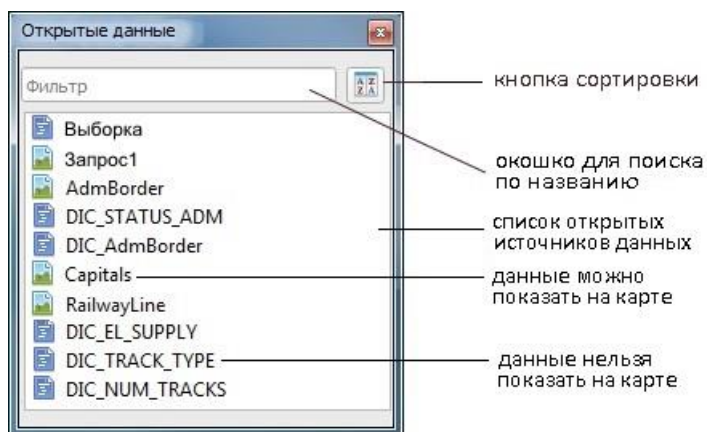 Открытые данные
Фильтр
Выборка
Запрос1
AdmBorder
DIC_STATUS_ADM
DIC_AdmBorder
Capitals
RailwayLine
DIC_EL_SUPPLY
DIC_TRACK_TYPE
DIC_NUM_TRACKS
кнопка сортировки
окошко для поиска
по названию
список открытых
источников данных
данные можно
показать на карте
данные нельзя
показать на карте